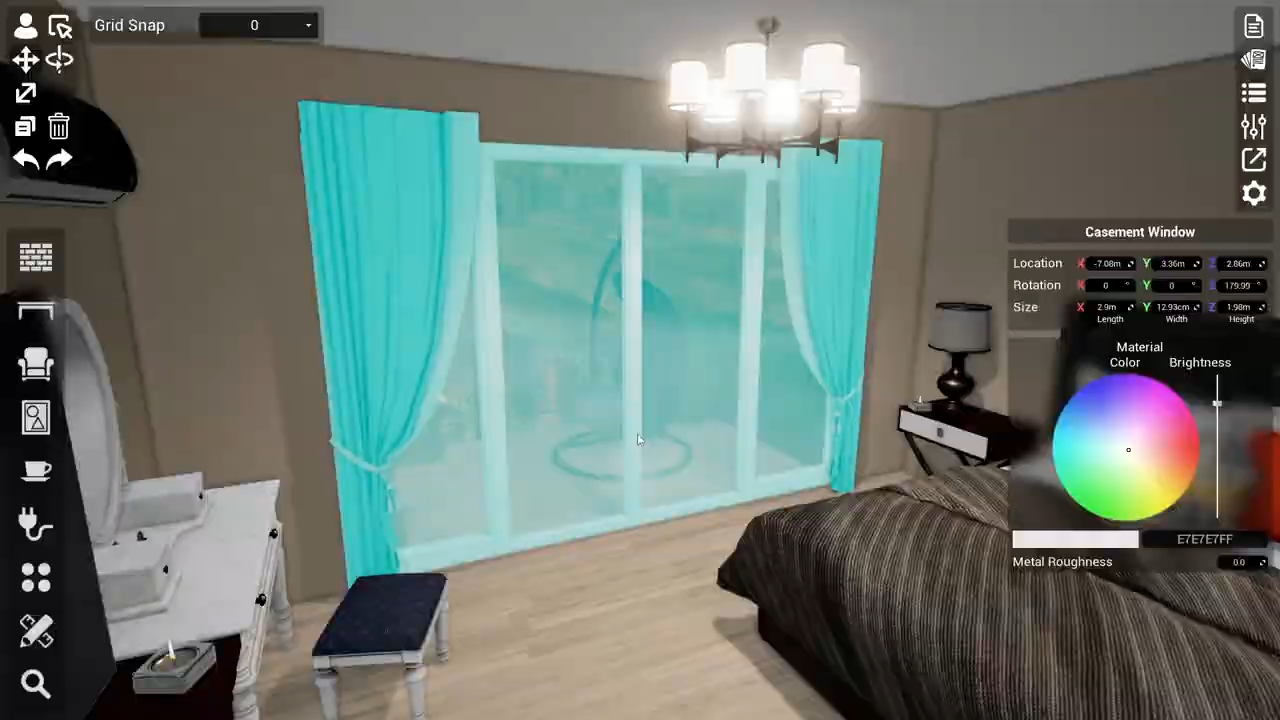 Grid Snap 0
Casement Window
Location X -7.08m Y 3.36m Z 2.86m
Rotation X 0 ° Y 0 ° Z 179.99 °
Size X 2.9m Y 12.93cm Z 1.98m
Length Width Height
Material
Color Brightness
E7E7E7FF
Metal Roughness 0.0